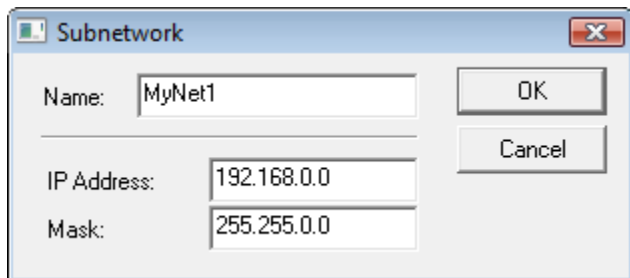 Subnetwork
Name: MyNet1
OK
Cancel
IP Address: 192.168.0.0
Mask: 255.255.0.0